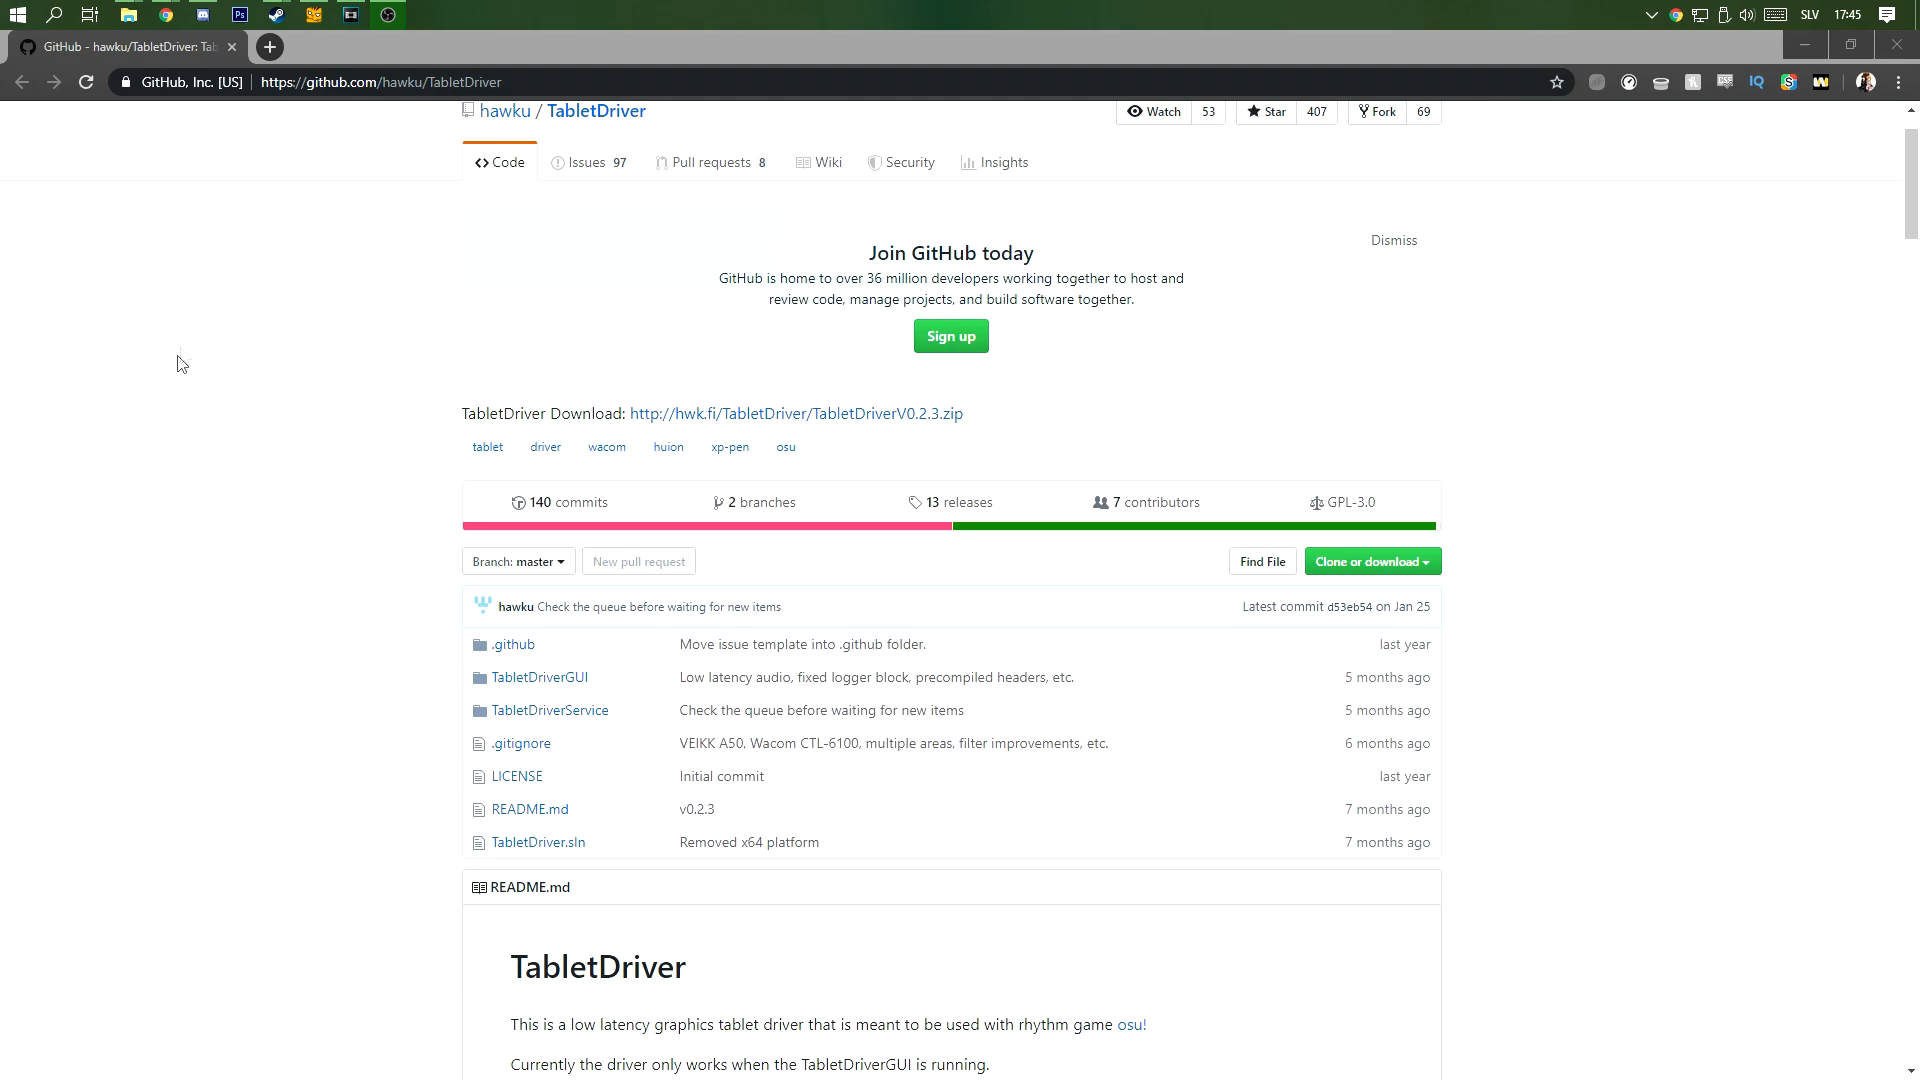 SLV 17:45
GitHub - hawku/TabletDriver: Tab
GitHub, Inc. [US] https://github.com/hawku/TabletDriver
hawku / TabletDriver
Watch 53 Star 407 Fork 69
Code Issues 97 Pull requests 8 Wiki Security Insights
Dismiss
Join GitHub today
GitHub is home to over 36 million developers working together to host and
review code, manage projects, and build software together.
Sign up
TabletDriver Download: http://hwk.fi/TabletDriver/TabletDriverV0.2.3.zip
tablet driver wacom huion xp-pen osu
140 commits 2 branches 13 releases 7 contributors GPL-3.0
Branch: master New pull request Find File Clone or download
hawku Check the queue before waiting for new items Latest commit d53eb54 on Jan 25
.github Move issue template into .github folder. last year
TabletDriverGUI Low latency audio, fixed logger block, precompiled headers, etc. 5 months ago
TabletDriverService Check the queue before waiting for new items 5 months ago
.gitignore VEIKK A50, Wacom CTL-6100, multiple areas, filter improvements, etc. 6 months ago
LICENSE Initial commit last year
README.md v0.2.3 7 months ago
TabletDriver.sln Removed x64 platform 7 months ago
README.md
TabletDriver
This is a low latency graphics tablet driver that is meant to be used with rhythm game osu!
Currently the driver only works when the TabletDriverGUI is running.